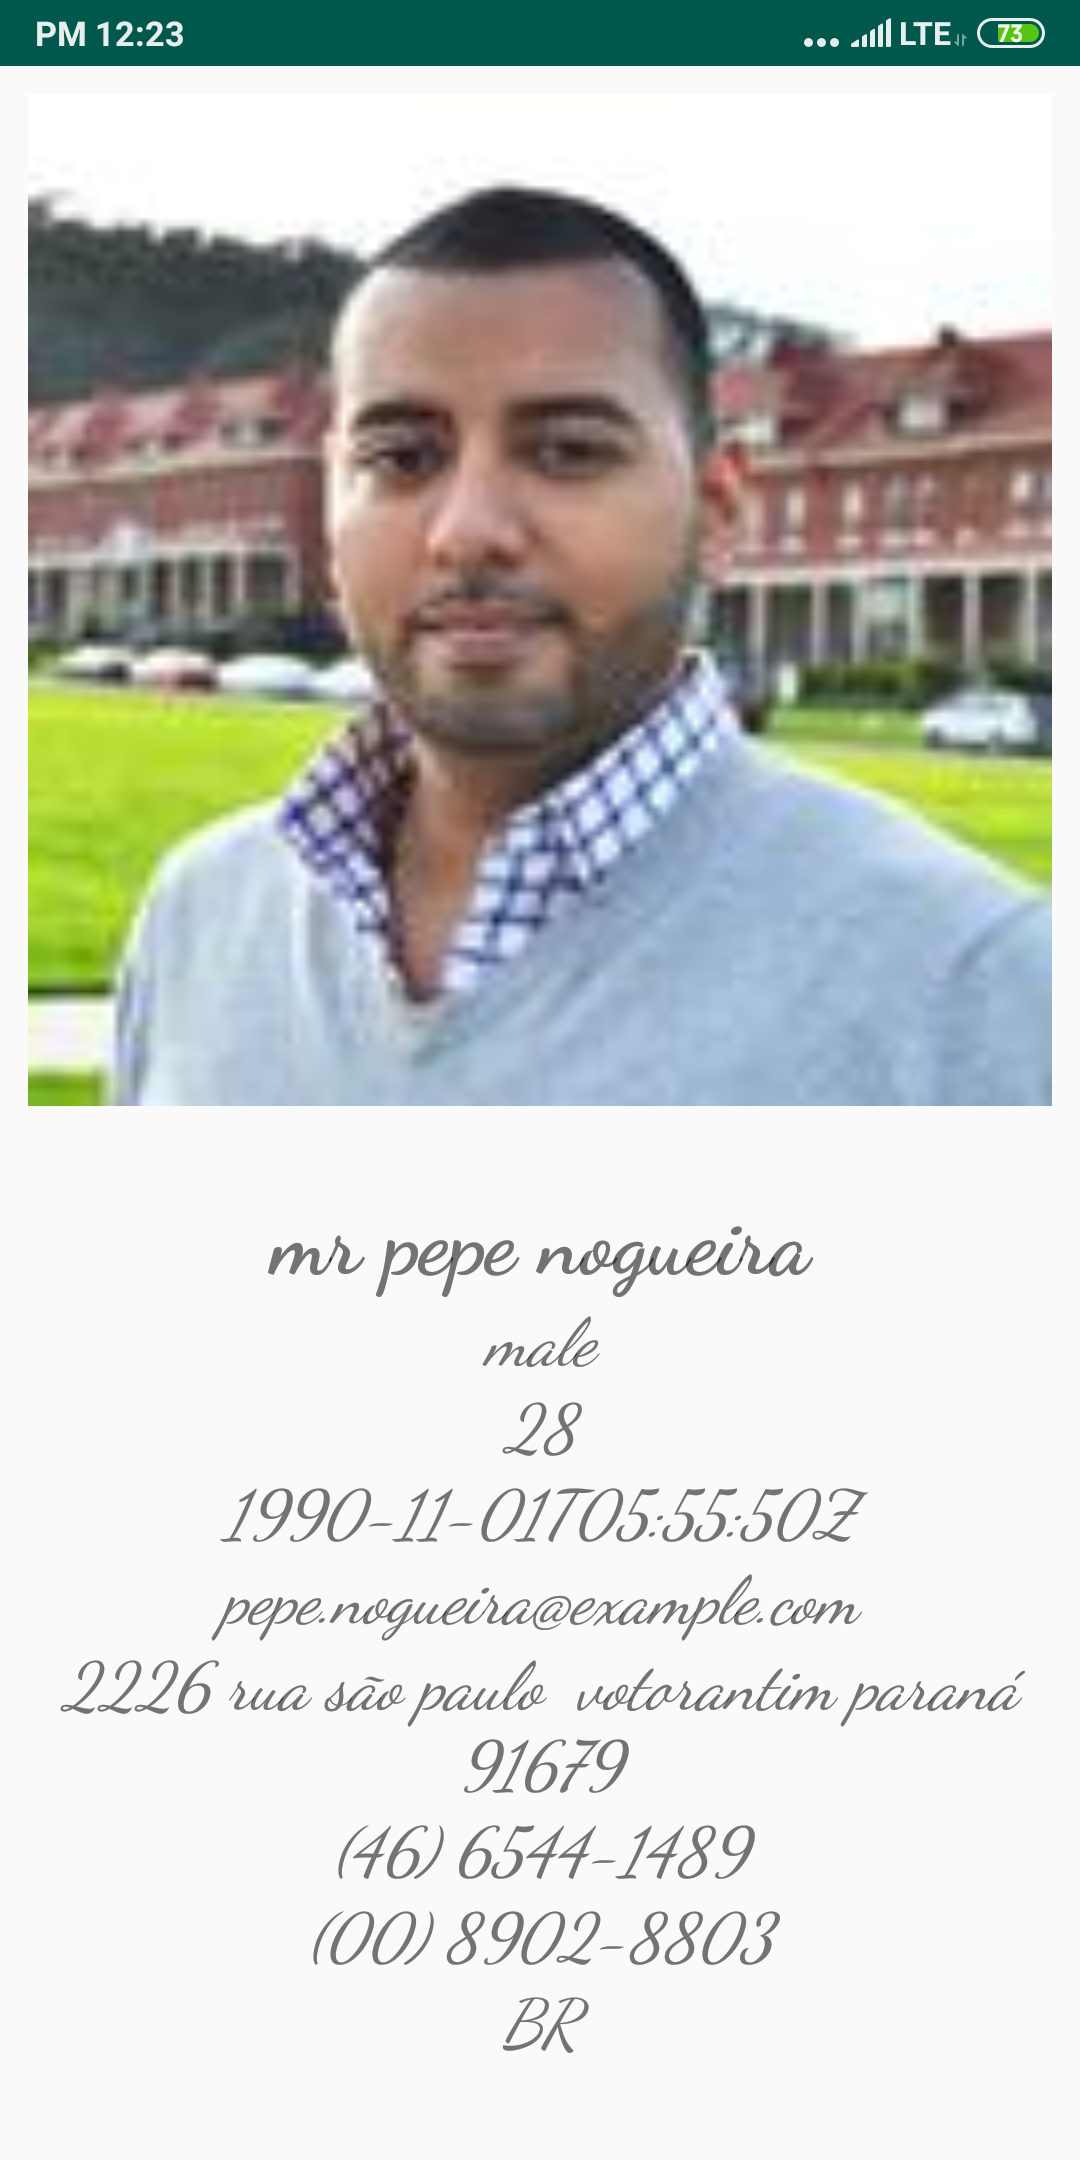 PM 12:23
LTE
73
mr pepe nogueira
male
28
1990-11-01T05:55:50Z
pepe.nogueira@example.com
2226 rua são paulo  votorantim paraná
91679
(46) 6544-1489
(00) 8902-8803
BR